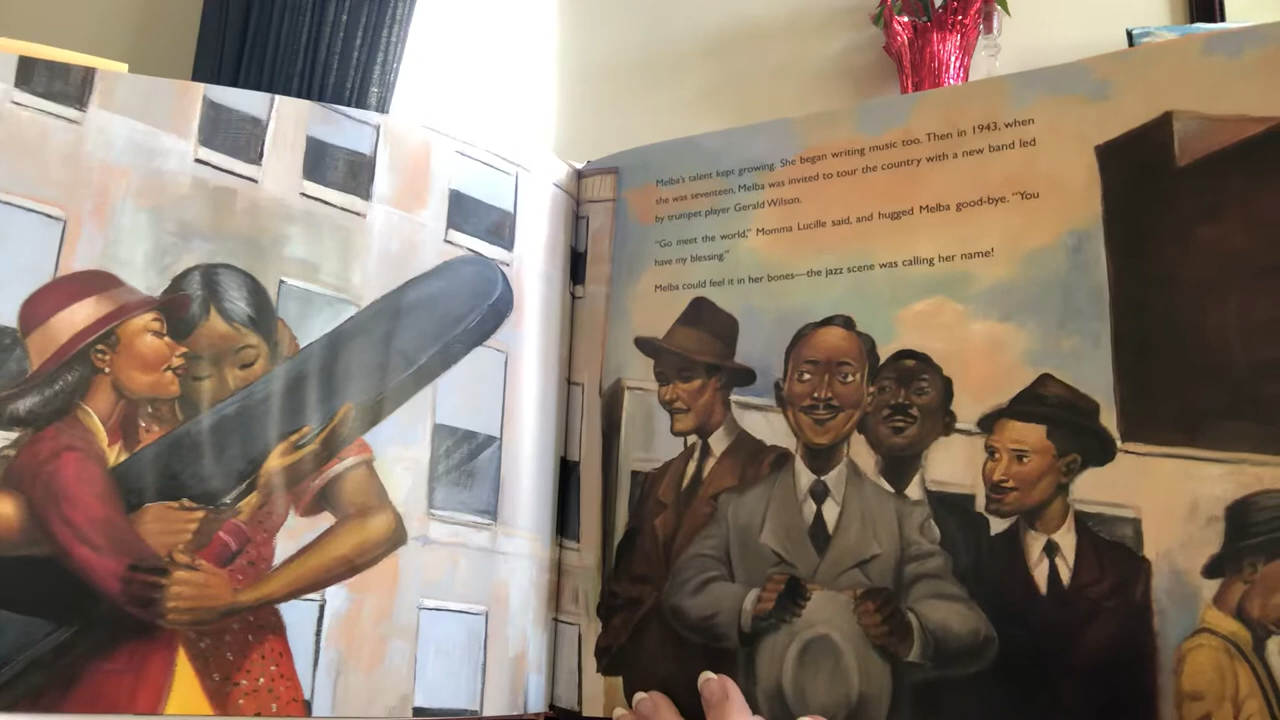 Melba's talent kept growing. She began writing music too. Then in 1943, when
she was seventeen, Melba was invited to tour the country with a new band led
by trumpet player Gerald Wilson.
"Go meet the world," Momma Lucille said, and hugged Melba good-bye. "You
have my blessing."
Melba could feel it in her bones—the jazz scene was calling her name!